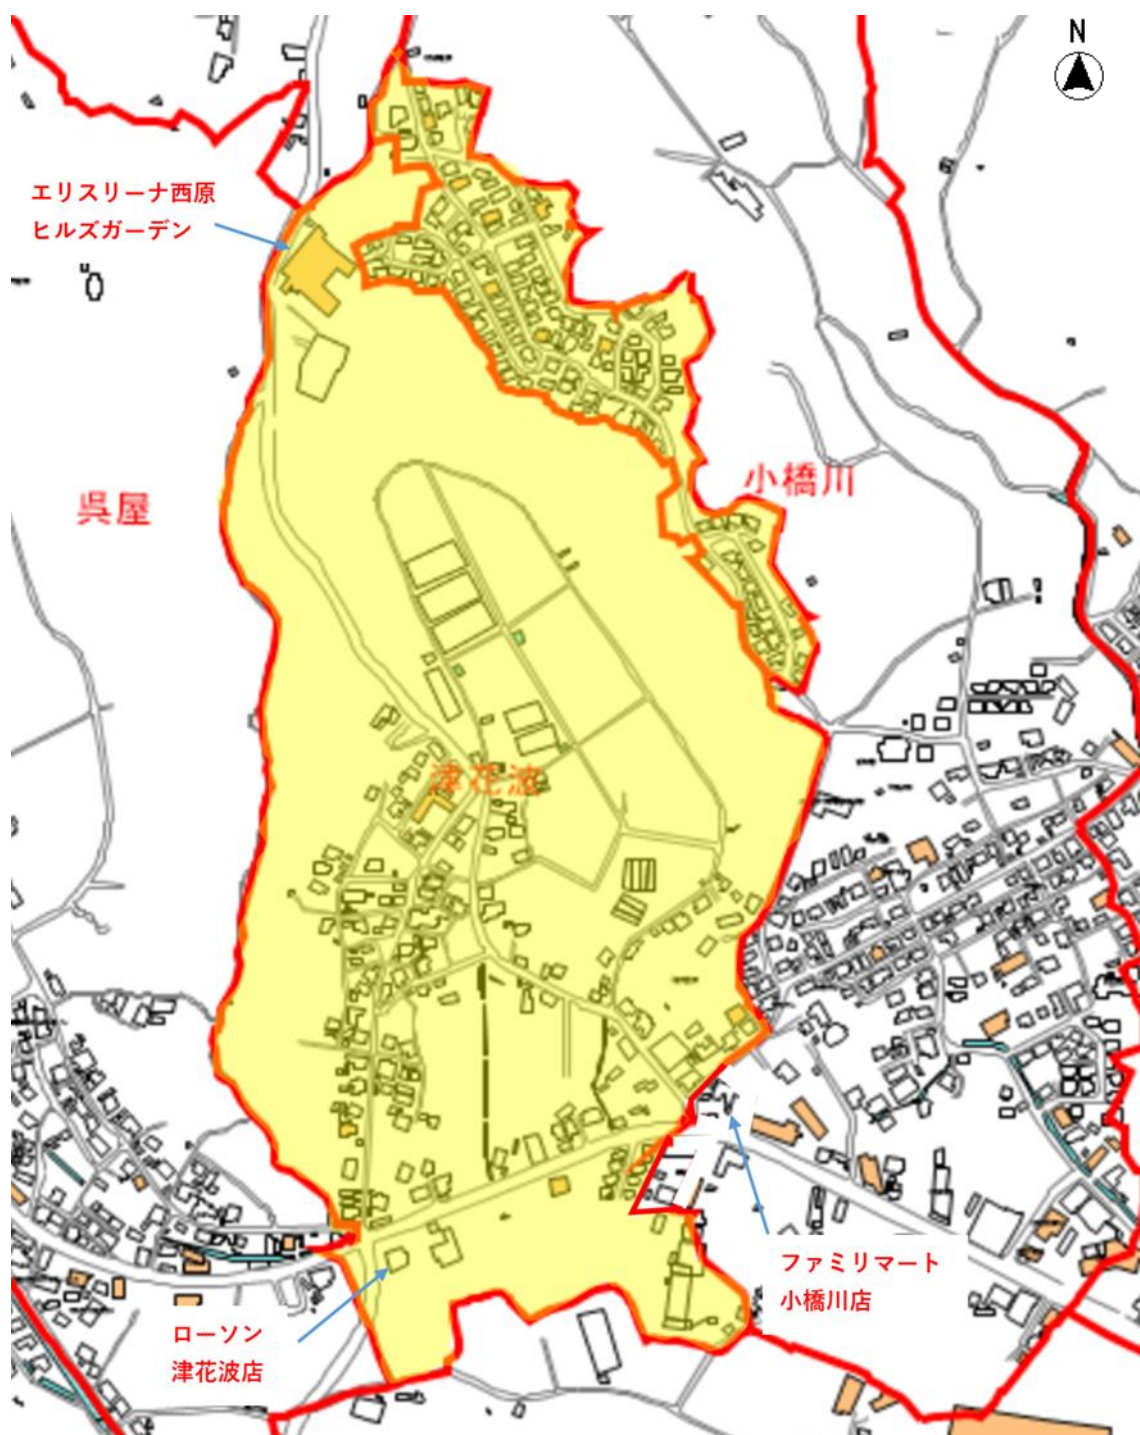 N
エリスリーナ西原
ヒルズガーデン
小橋川
呉屋
津花波
ファミリマート
小橋川店
ローソン
津花波店